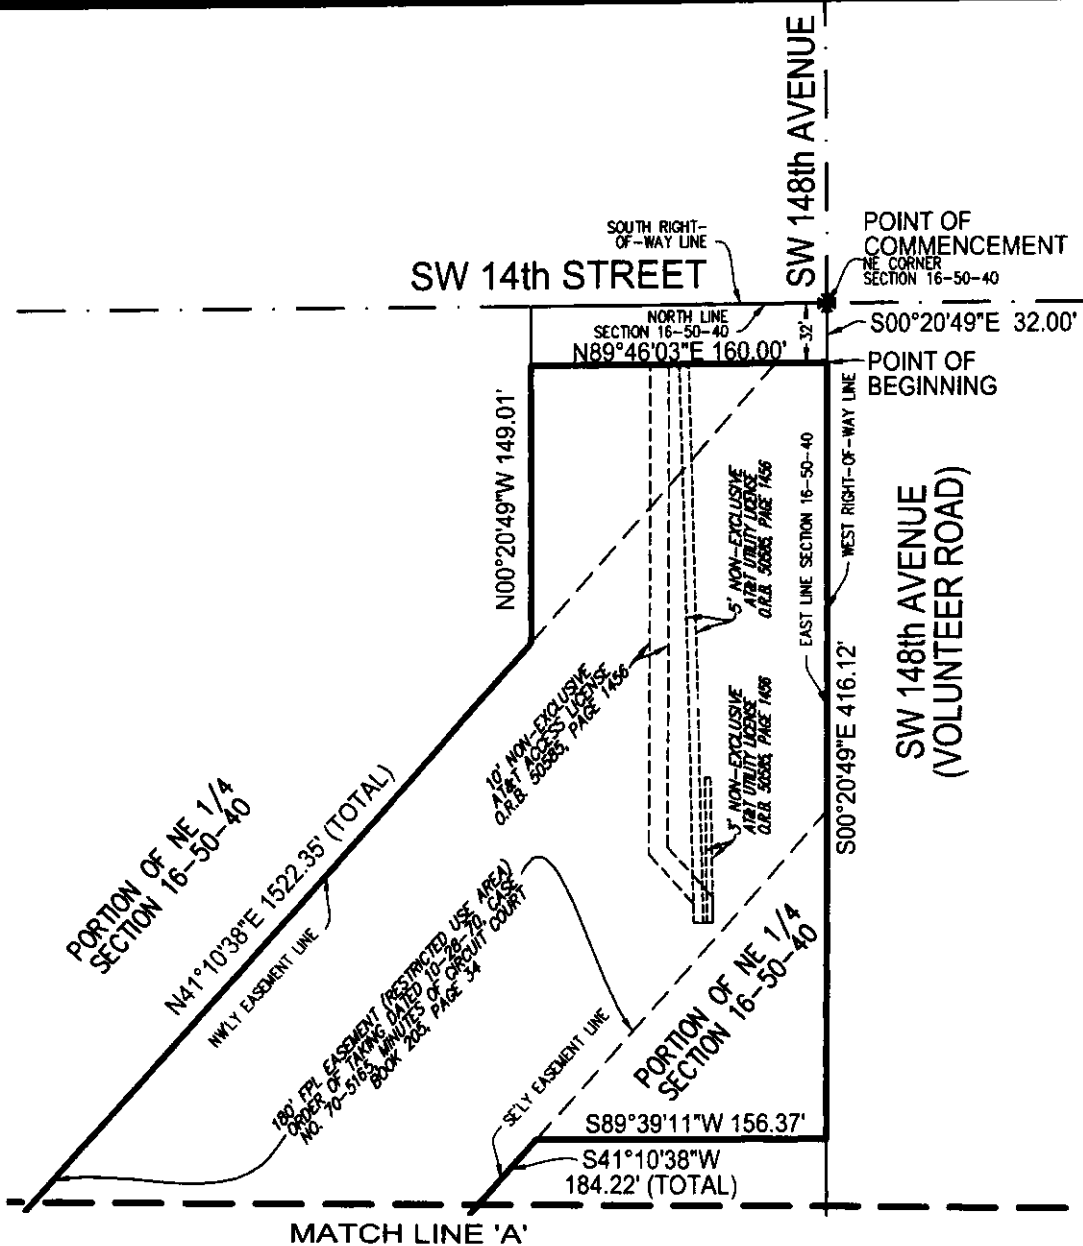 SW 148th AVENUE
SOUTH RIGHT-
OF-WAY LINE
SW 14th STREET
POINT OF
COMMENCEMENT
NE CORNER
SECTION 16-50-40
NORTH LINE
SECTION 16-50-40
32'
S00°20'49"E 32.00'
N89°46'03"E 160.00'
POINT OF
BEGINNING
N00°20'49"W 149.01'
5' NON-EXCLUSIVE
AT&T UTILITY LICENSE
O.R.B. 50585, PAGE 1456
EAST LINE SECTION 16-50-40
WEST RIGHT-OF-WAY LINE
SW 148th AVENUE
(VOLUNTEER ROAD)
S00°20'49"E 416.12'
10' NON-EXCLUSIVE
AT&T ACCESS LICENSE
O.R.B. 50585, PAGE 1456
3' NON-EXCLUSIVE
AT&T UTILITY LICENSE
O.R.B. 50585, PAGE 1456
PORTION OF NE 1/4
SECTION 16-50-40
N41°10'38"E 1522.35' (TOTAL)
NWLY EASEMENT LINE
180' FPL EASEMENT (RESTRICTED USE AREA)
ORDER OF TAKING DATED 10-28-70, CASE
NO. 70-5165, MINUTES OF CIRCUIT COURT
BOOK 205, PAGE 34
SE'LY EASEMENT LINE
PORTION OF NE 1/4
SECTION 16-50-40
S89°39'11"W 156.37'
S41°10'38"W
184.22' (TOTAL)
MATCH LINE 'A'